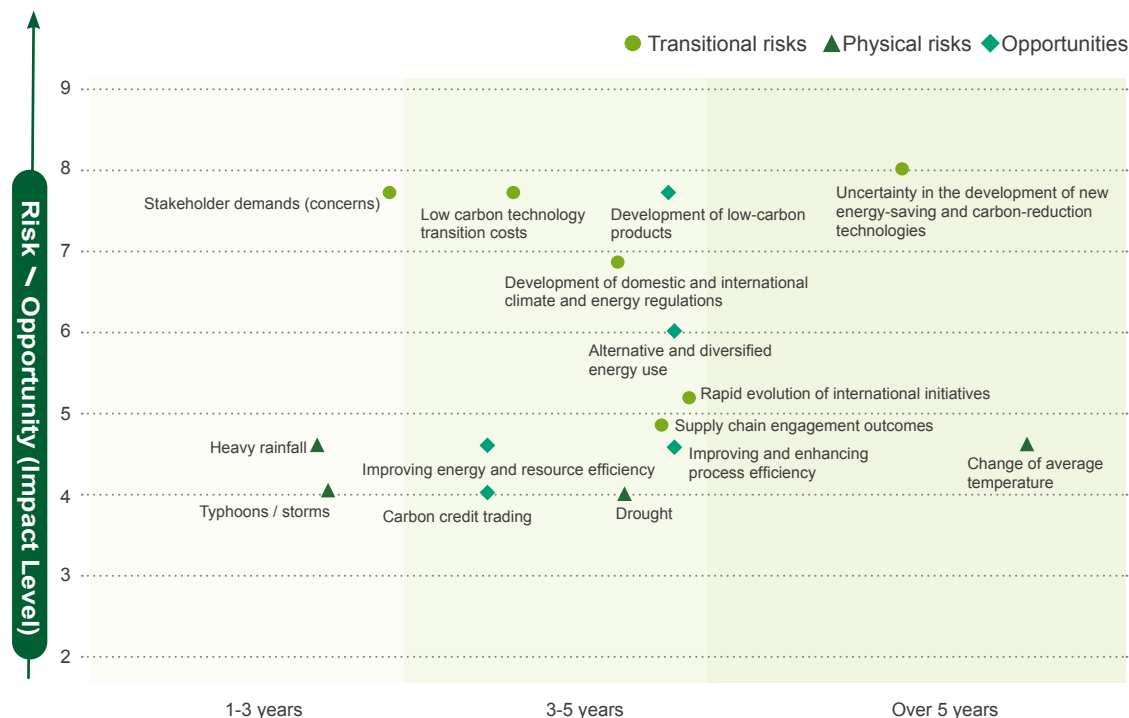 Transitional risks
Physical risks
Opportunities
Risk / Opportunity (Impact Level)
9
8
7
6
5
4
3
2
Stakeholder demands (concerns)
Low carbon technology
transition costs
Development of low-carbon
products
Uncertainty in the development of new
energy-saving and carbon-reduction
technologies
Development of domestic and international
climate and energy regulations
Alternative and diversified
energy use
Rapid evolution of international initiatives
Supply chain engagement outcomes
Heavy rainfall
Improving energy and resource efficiency
Improving and enhancing
process efficiency
Change of average
temperature
Typhoons / storms
Carbon credit trading
Drought
1-3 years
3-5 years
Over 5 years